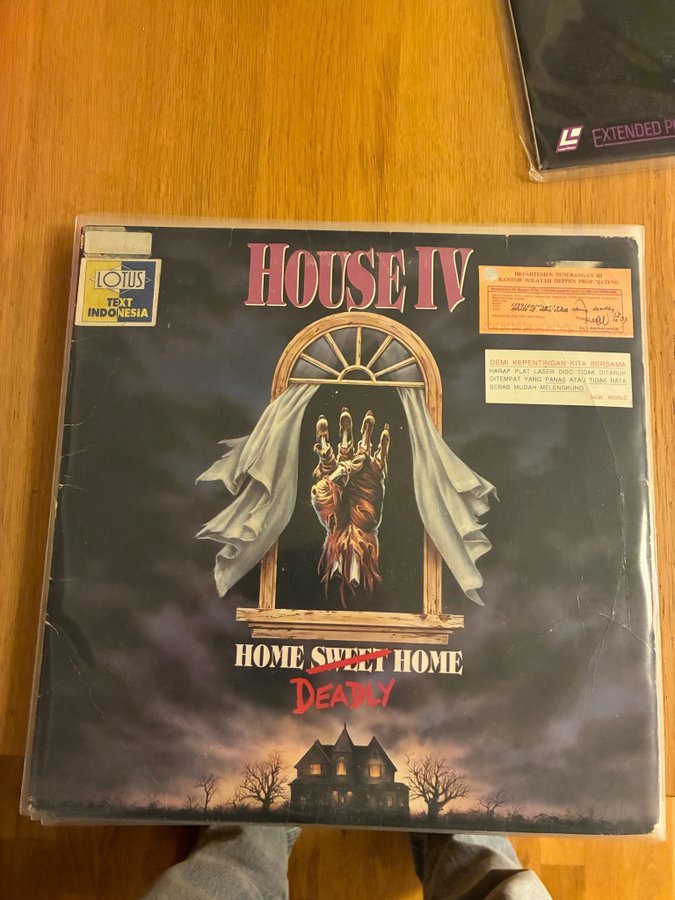 EXTENDED
HOUSE IV
LOTUS
TEXT
INDONESIA
DEPARTEMEN PENERANGAN RI
KANTOR WILAYAH DEPPEN PROP. JATENG
DEMI KEPENTINGAN KITA BERSAMA
HARAP PLAT LASER DISC TIDAK DITARUH
DITEMPAT YANG PANAS ATAU TIDAK RATA
SEBAB MUDAH MELENGKUNG
NEW - WORLD
HOME SWEET HOME
DEADLY